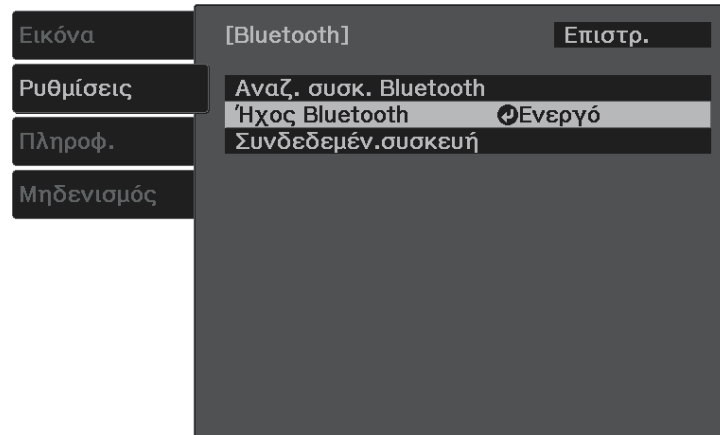 Εικόνα
Ρυθμίσεις
Πληροφ.
Μηδενισμός
[Bluetooth] Επιστρ.
Αναζ. συσκ. Bluetooth
Ήχος Bluetooth Ενεργό
Συνδεδεμέν.συσκευή